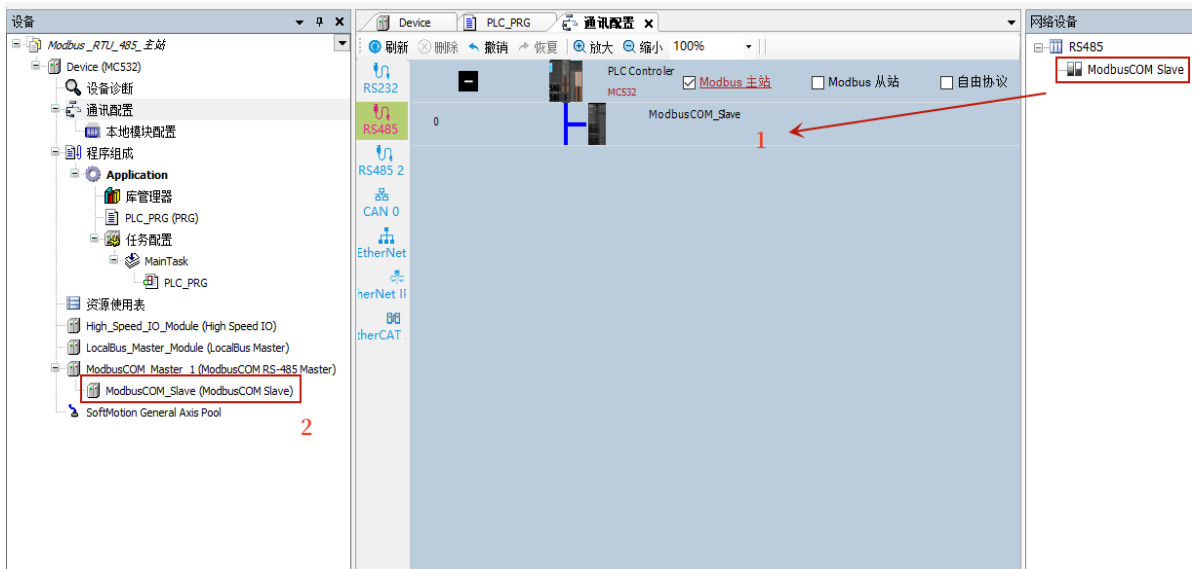 设备
Modbus_RTU_485_主站
Device (MC532)
设备诊断
通讯配置
本地模块配置
程序组成
Application
库管理器
PLC_PRG (PRG)
任务配置
MainTask
PLC_PRG
资源使用表
High_Speed_IO_Module (High Speed IO)
LocalBus_Master_Module (LocalBus Master)
ModbusCOM_Master_1 (ModbusCOM RS-485 Master)
ModbusCOM_Slave (ModbusCOM Slave)
SoftMotion General Axis Pool
2
Device PLC_PRG 通讯配置
刷新 删除 撤销 恢复 放大 缩小 100%
RS232
RS485
RS485 2
CAN 0
EtherNet
herNet IF
therCAT
PLC Controler
MC532
Modbus 主站 Modbus 从站 自由协议
0 ModbusCOM_Slave
1
网络设备
RS485
ModbusCOM Slave